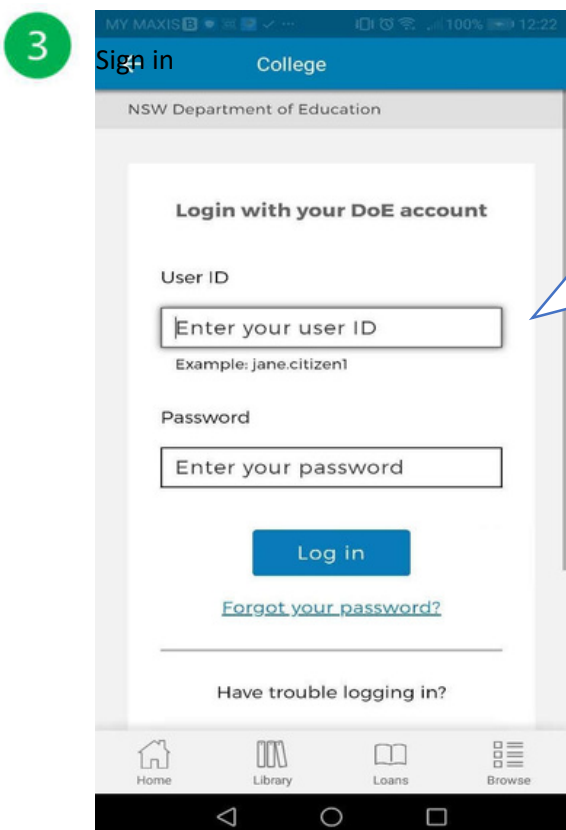 3
MY MAXIS B 100% 12:22
Sign in College
NSW Department of Education
Login with your DoE account
User ID
Enter your user ID
Example: jane.citizen1
Password
Enter your password
Log in
Forgot your password?
Have trouble logging in?
Home Library Loans Browse